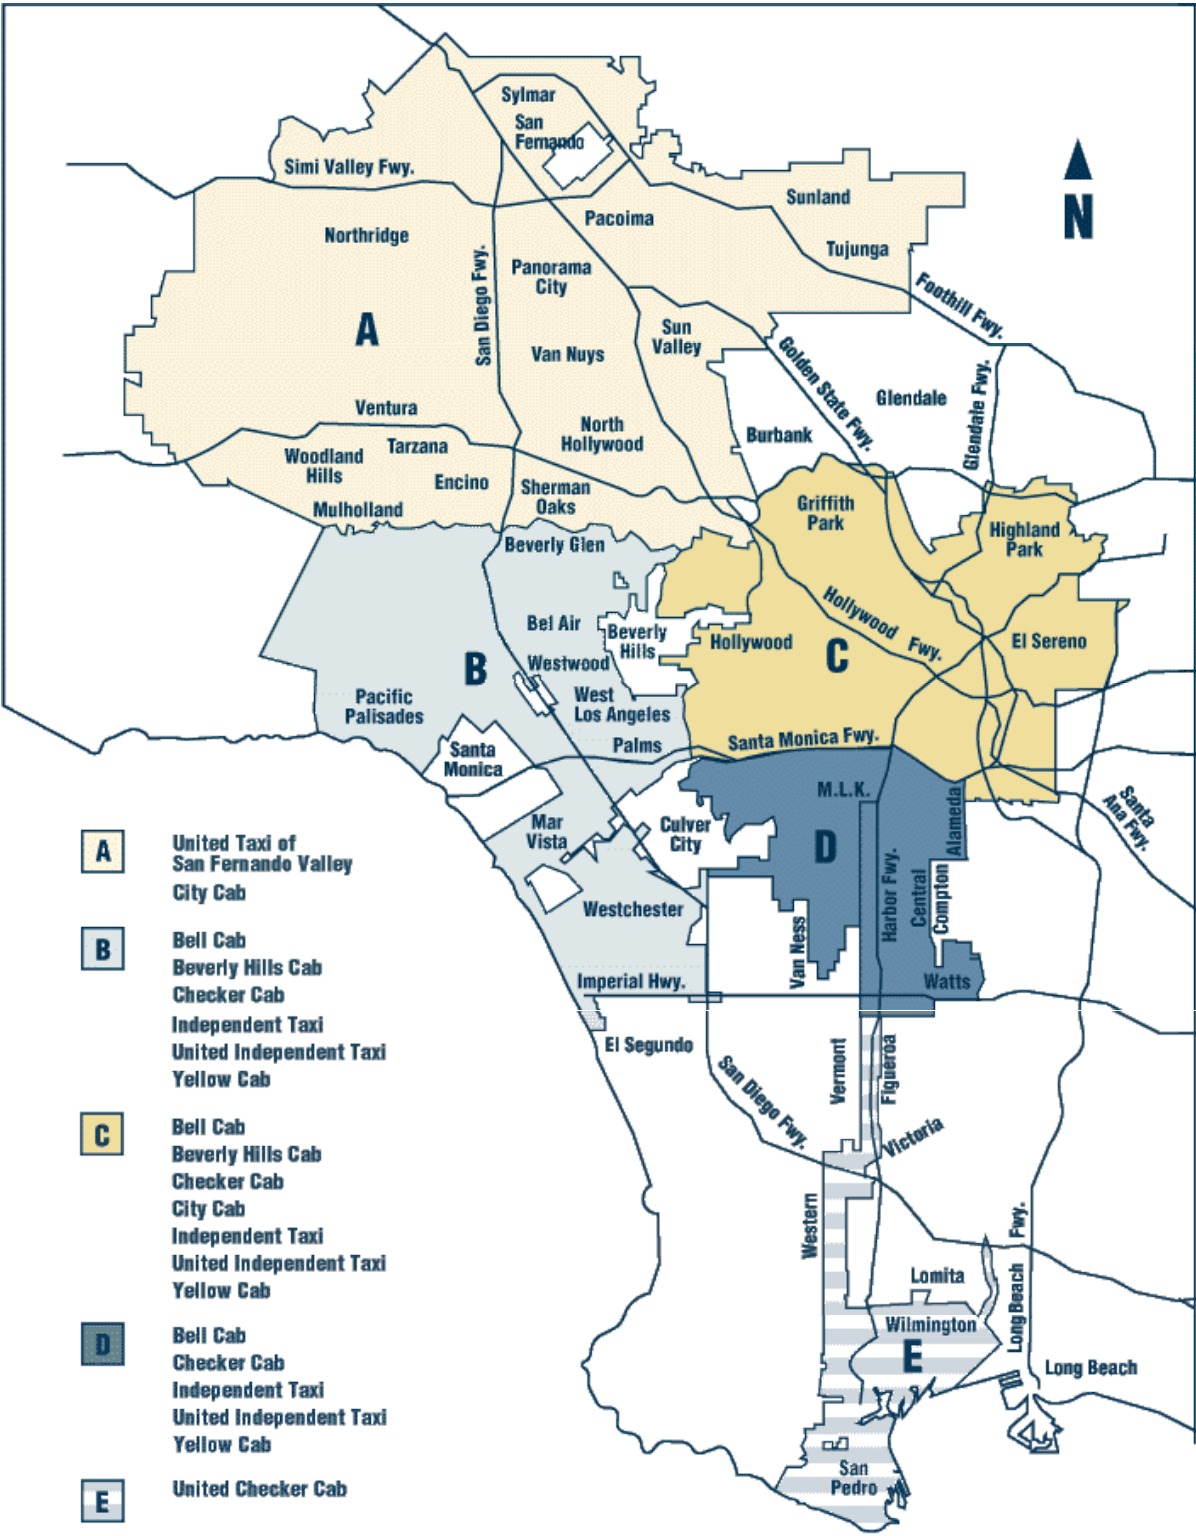 Sylmar
San
Fernando
Simi Valley Fwy.
Sunland
N
Pacoima
Northridge
Tujunga
San Diego Fwy.
Panorama
City
Foothill Fwy.
A
Sun
Valley
Van Nuys
Golden State Fwy.
Glendale Fwy.
Glendale
Ventura
North
Hollywood
Burbank
Tarzana
Woodland
Hills
Encino
Sherman
Oaks
Mulholland
Griffith
Park
Highland
Park
Beverly Glen
Hollywood Fwy.
Bel Air
Beverly
Hills
Hollywood
C
El Sereno
B
Westwood
Pacific
Palisades
West
Los Angeles
Palms
Santa Monica Fwy.
Santa
Monica
M.L.K.
Alameda
Santa
Ana Fwy.
Mar
Vista
Culver
City
D
Harbor Fwy.
Central
Compton
Westchester
Van Ness
Imperial Hwy.
Watts
El Segundo
Vermont
Figueroa
San Diego Fwy.
Victoria
Western
Long Beach Fwy.
Lomita
Wilmington
E
Long Beach
San
Pedro
A
United Taxi of
San Fernando Valley
City Cab
B
Bell Cab
Beverly Hills Cab
Checker Cab
Independent Taxi
United Independent Taxi
Yellow Cab
C
Bell Cab
Beverly Hills Cab
Checker Cab
City Cab
Independent Taxi
United Independent Taxi
Yellow Cab
D
Bell Cab
Checker Cab
Independent Taxi
United Independent Taxi
Yellow Cab
E
United Checker Cab